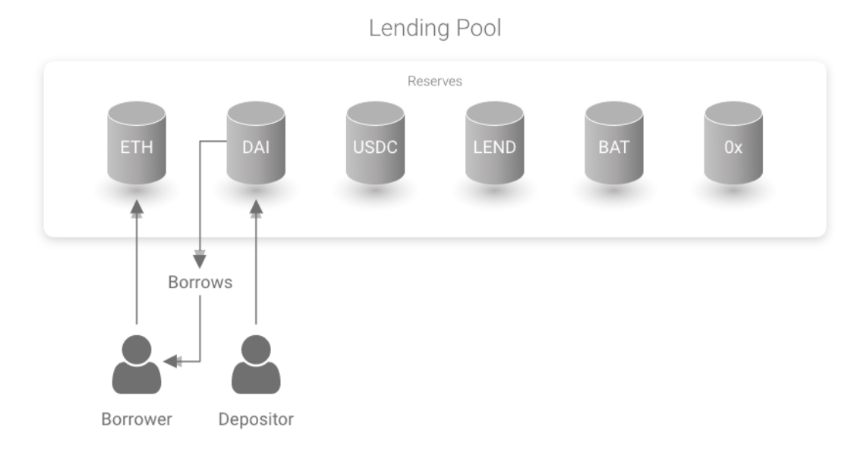 Lending Pool
Reserves
ETH DAI USDC LEND BAT 0x
Borrows
Borrower Depositor